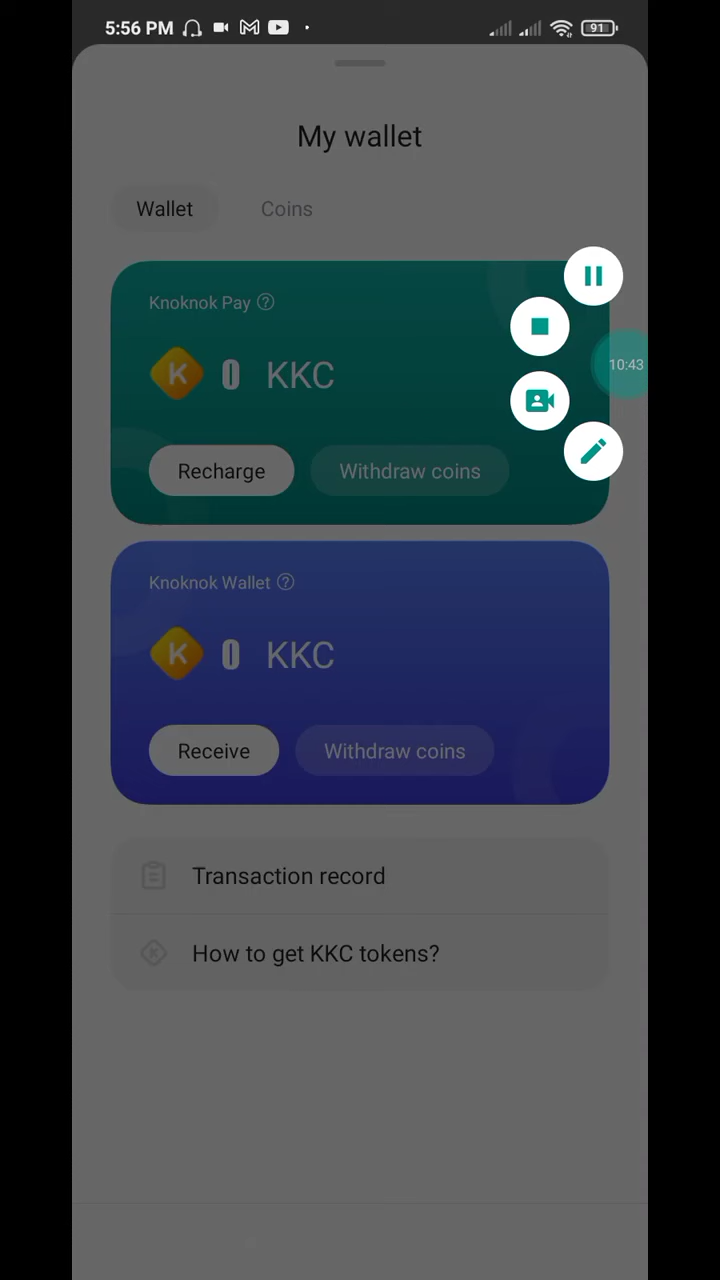 5:56 PM
91
My wallet
Wallet Coins
Knoknok Pay ?
K 0 KKC
10:43
Recharge Withdraw coins
Knoknok Wallet ?
K 0 KKC
Receive Withdraw coins
Transaction record
How to get KKC tokens?